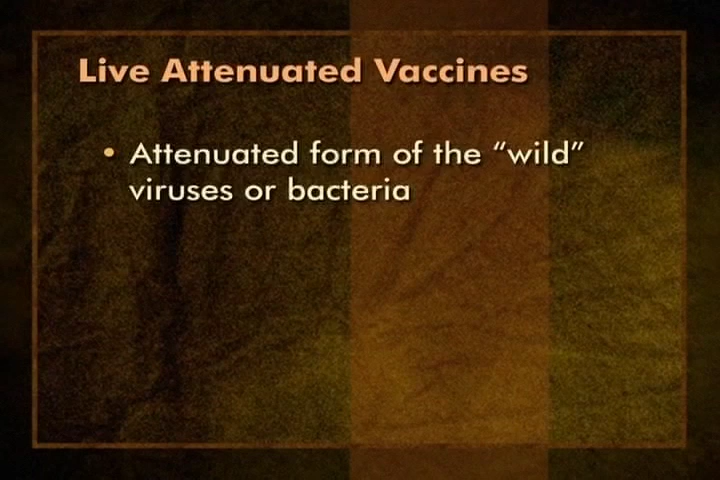 Live Attenuated Vaccines
• Attenuated form of the “wild”
viruses or bacteria